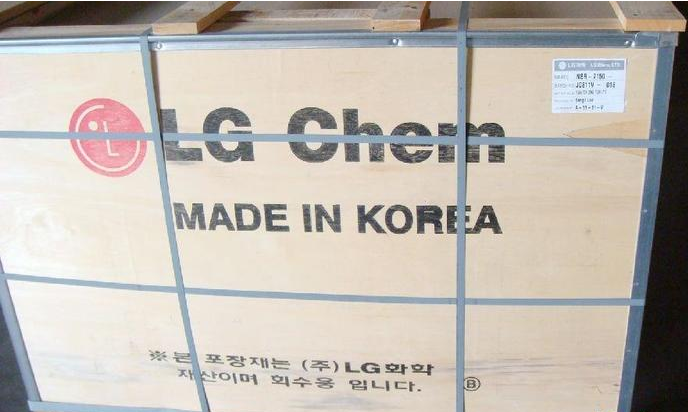 LG Chem
MADE IN KOREA
※본 포장재는 (주)LG화학
자산이며 회수용 입니다.
B